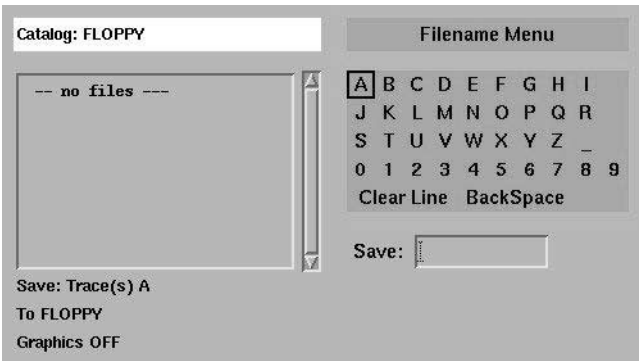 Catalog: FLOPPY
Filename Menu
-- no files ---
A B C D E F G H I
J K L M N O P Q R
S T U V W X Y Z _
0 1 2 3 4 5 6 7 8 9
Clear Line BackSpace
Save:
Save: Trace(s) A
To FLOPPY
Graphics OFF